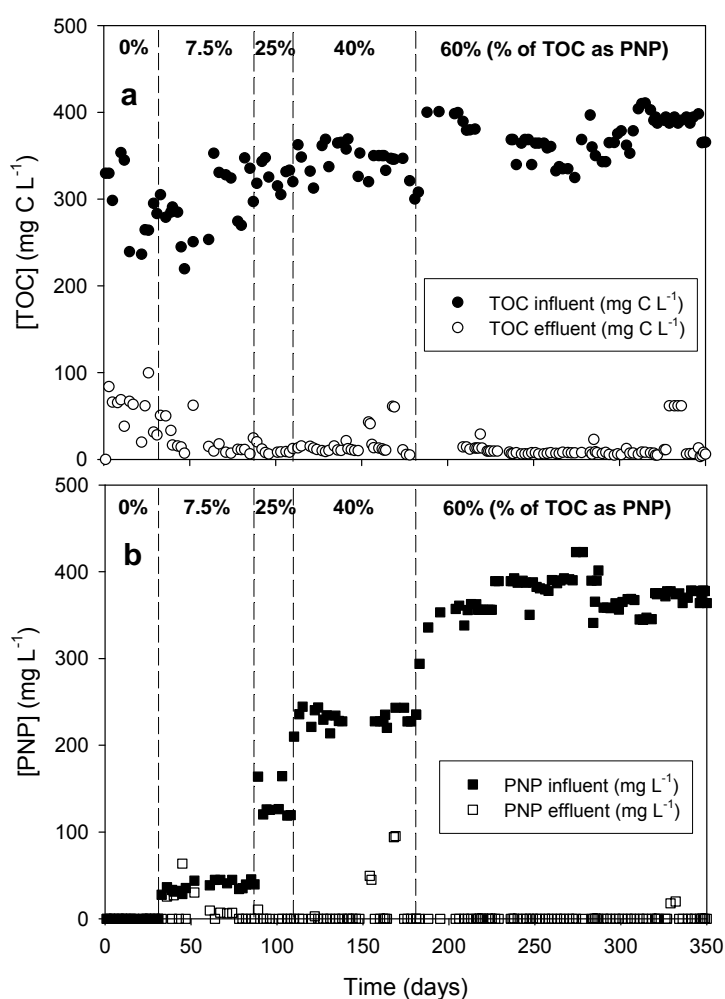 500
0% 7.5% 25% 40% 60% (% of TOC as PNP)
a
400
300
200
100
0
[TOC] (mg C L⁻¹)
TOC influent (mg C L⁻¹)
TOC effluent (mg C L⁻¹)
500
0% 7.5% 25% 40% 60% (% of TOC as PNP)
b
400
300
200
100
0
[PNP] (mg L⁻¹)
PNP influent (mg L⁻¹)
PNP effluent (mg L⁻¹)
0 50 100 150 200 250 300 350
Time (days)